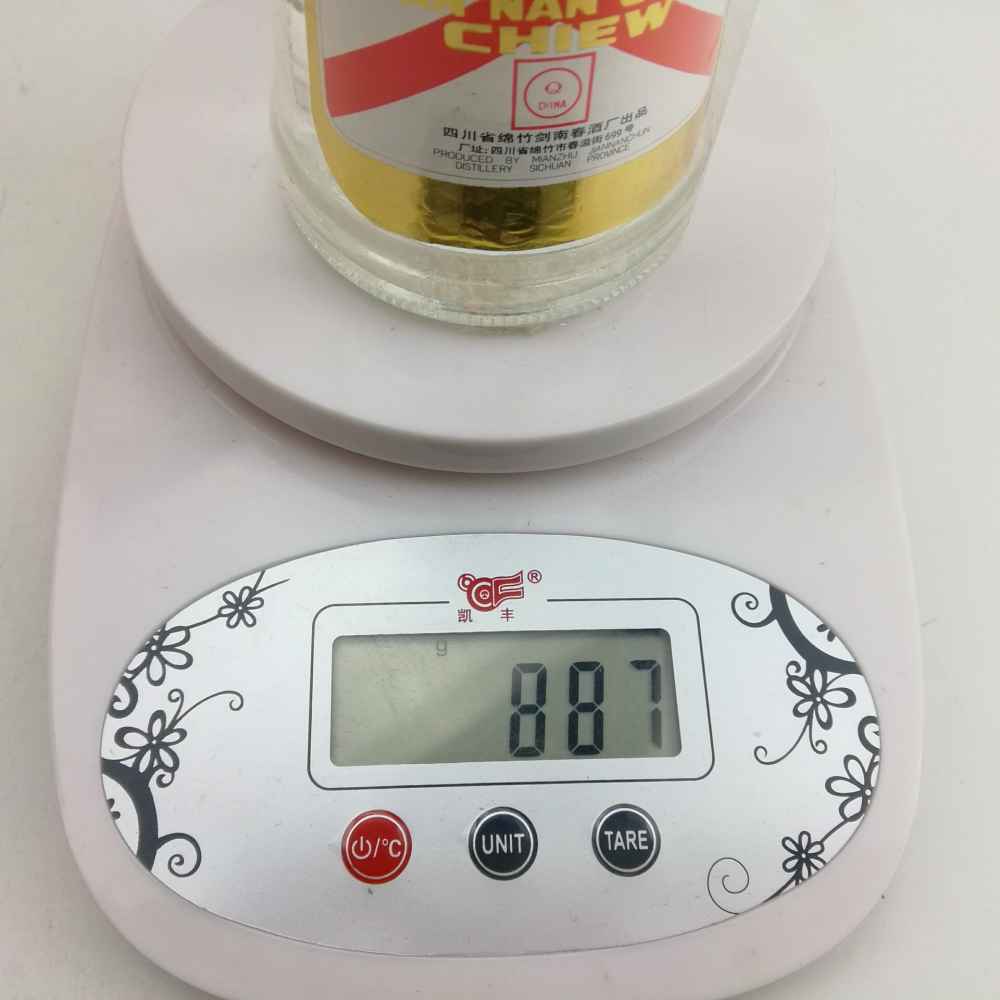 NAN
CHIEW
CHINA
四川省绵竹剑南春酒厂出品
厂址:四川省绵竹市春溢街699号
PRODUCED BY MIANZHU JIANNANCHUN
DISTILLERY SICHUAN PROVINCE
®
凯丰
g
887
⏻/°C
UNIT
TARE